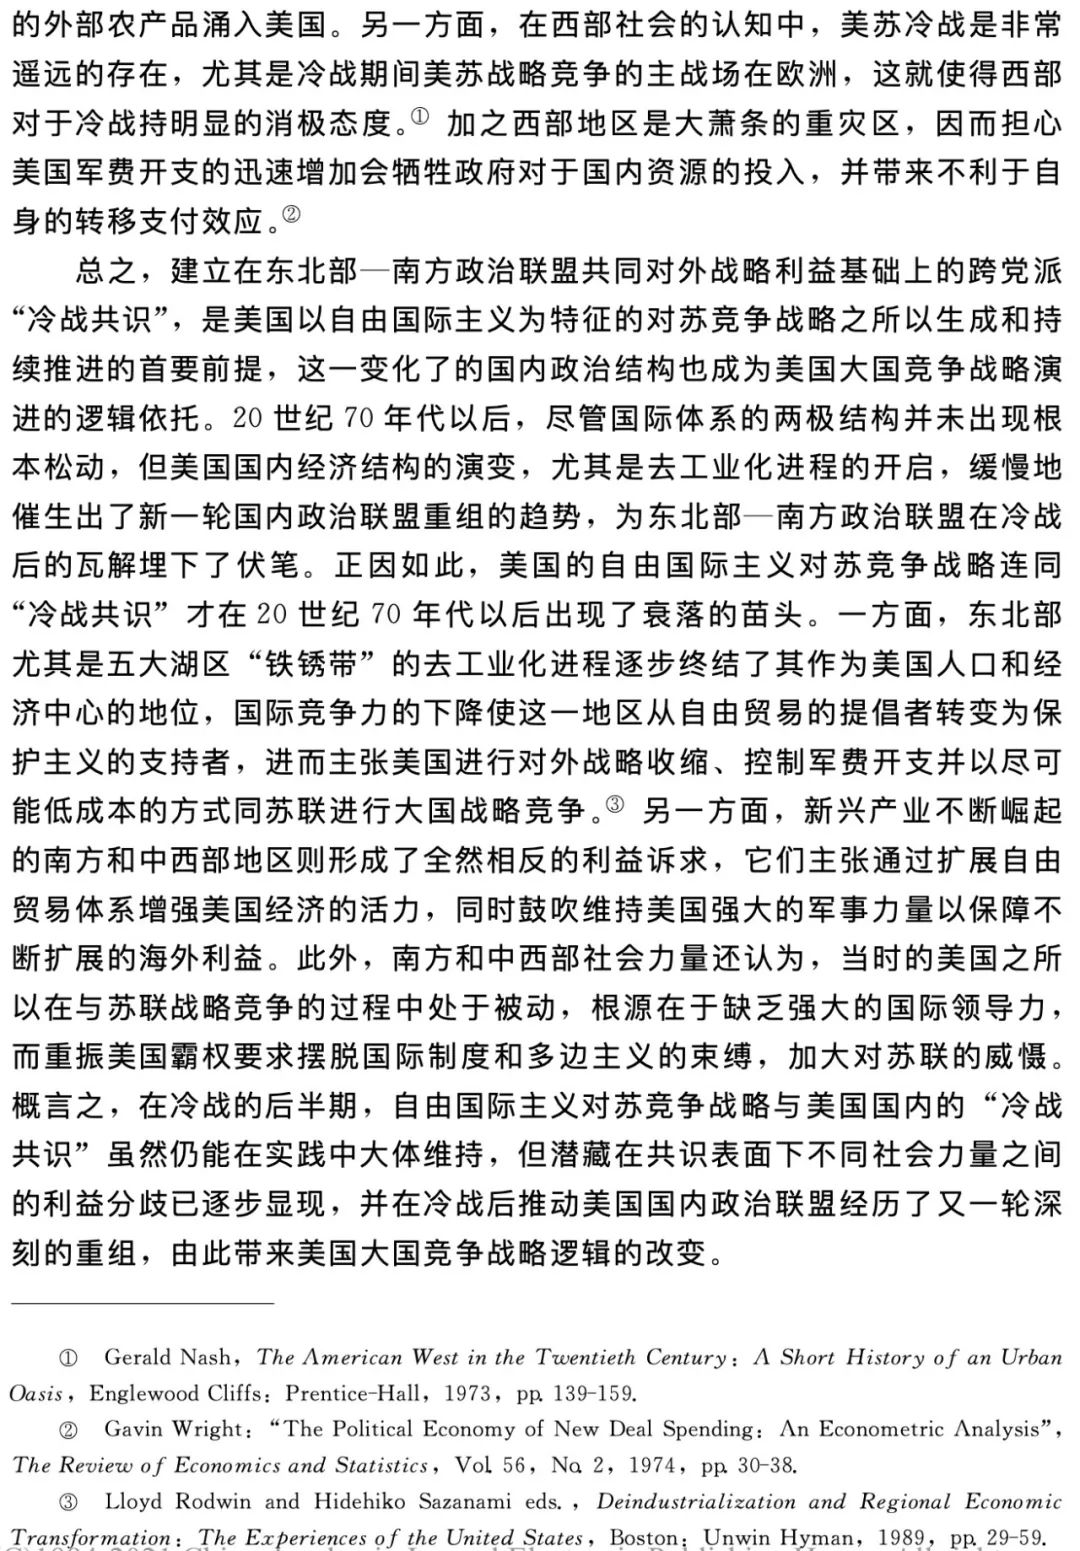 的外部农产品涌入美国。另一方面，在西部社会的认知中，美苏冷战是非常
遥远的存在，尤其是冷战期间美苏战略竞争的主战场在欧洲，这就使得西部
对于冷战持明显的消极态度。① 加之西部地区是大萧条的重灾区，因而担心
美国军费开支的迅速增加会牺牲政府对于国内资源的投入，并带来不利于自
身的转移支付效应。②
总之，建立在东北部—南方政治联盟共同对外战略利益基础上的跨党派
“冷战共识”，是美国以自由国际主义为特征的对苏竞争战略之所以生成和持
续推进的首要前提，这一变化了的国内政治结构也成为美国大国竞争战略演
进的逻辑依托。20 世纪 70 年代以后，尽管国际体系的两极结构并未出现根
本松动，但美国国内经济结构的演变，尤其是去工业化进程的开启，缓慢地
催生出了新一轮国内政治联盟重组的趋势，为东北部—南方政治联盟在冷战
后的瓦解埋下了伏笔。正因如此，美国的自由国际主义对苏竞争战略连同
“冷战共识” 才在 20 世纪 70 年代以后出现了衰落的苗头。一方面，东北部
尤其是五大湖区 “铁锈带” 的去工业化进程逐步终结了其作为美国人口和经
济中心的地位，国际竞争力的下降使这一地区从自由贸易的提倡者转变为保
护主义的支持者，进而主张美国进行对外战略收缩、控制军费开支并以尽可
能低成本的方式同苏联进行大国战略竞争。③ 另一方面，新兴产业不断崛起
的南方和中西部地区则形成了全然相反的利益诉求，它们主张通过扩展自由
贸易体系增强美国经济的活力，同时鼓吹维持美国强大的军事力量以保障不
断扩展的海外利益。此外，南方和中西部社会力量还认为，当时的美国之所
以在与苏联战略竞争的过程中处于被动，根源在于缺乏强大的国际领导力，
而重振美国霸权要求摆脱国际制度和多边主义的束缚，加大对苏联的威慑。
概言之，在冷战的后半期，自由国际主义对苏竞争战略与美国国内的 “冷战
共识” 虽然仍能在实践中大体维持，但潜藏在共识表面下不同社会力量之间
的利益分歧已逐步显现，并在冷战后推动美国国内政治联盟经历了又一轮深
刻的重组，由此带来美国大国竞争战略逻辑的改变。
① Gerald Nash, The American West in the Twentieth Century: A Short History of an Urban
Oasis, Englewood Cliffs: Prentice-Hall, 1973, pp. 139-159.
② Gavin Wright: “The Political Economy of New Deal Spending: An Econometric Analysis”,
The Review of Economics and Statistics, Vol. 56, No. 2, 1974, pp. 30-38.
③ Lloyd Rodwin and Hidehiko Sazanami eds., Deindustrialization and Regional Economic
Transformation: The Experiences of the United States, Boston: Unwin Hyman, 1989, pp. 29-59.